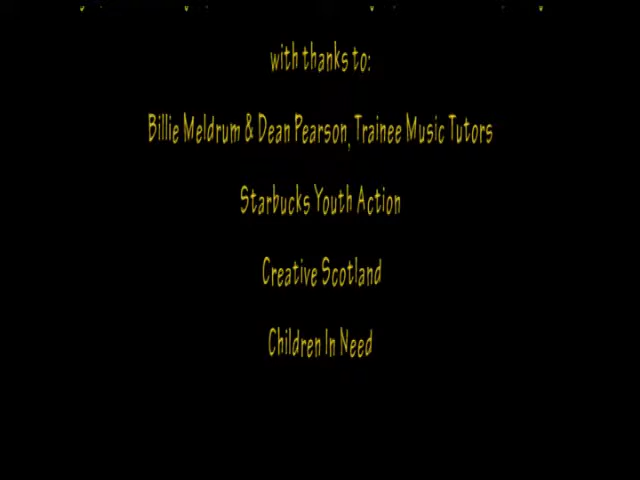 with thanks to:
Billie Meldrum & Dean Pearson, Trainee Music Tutors
Starbucks Youth Action
Creative Scotland
Children In Need